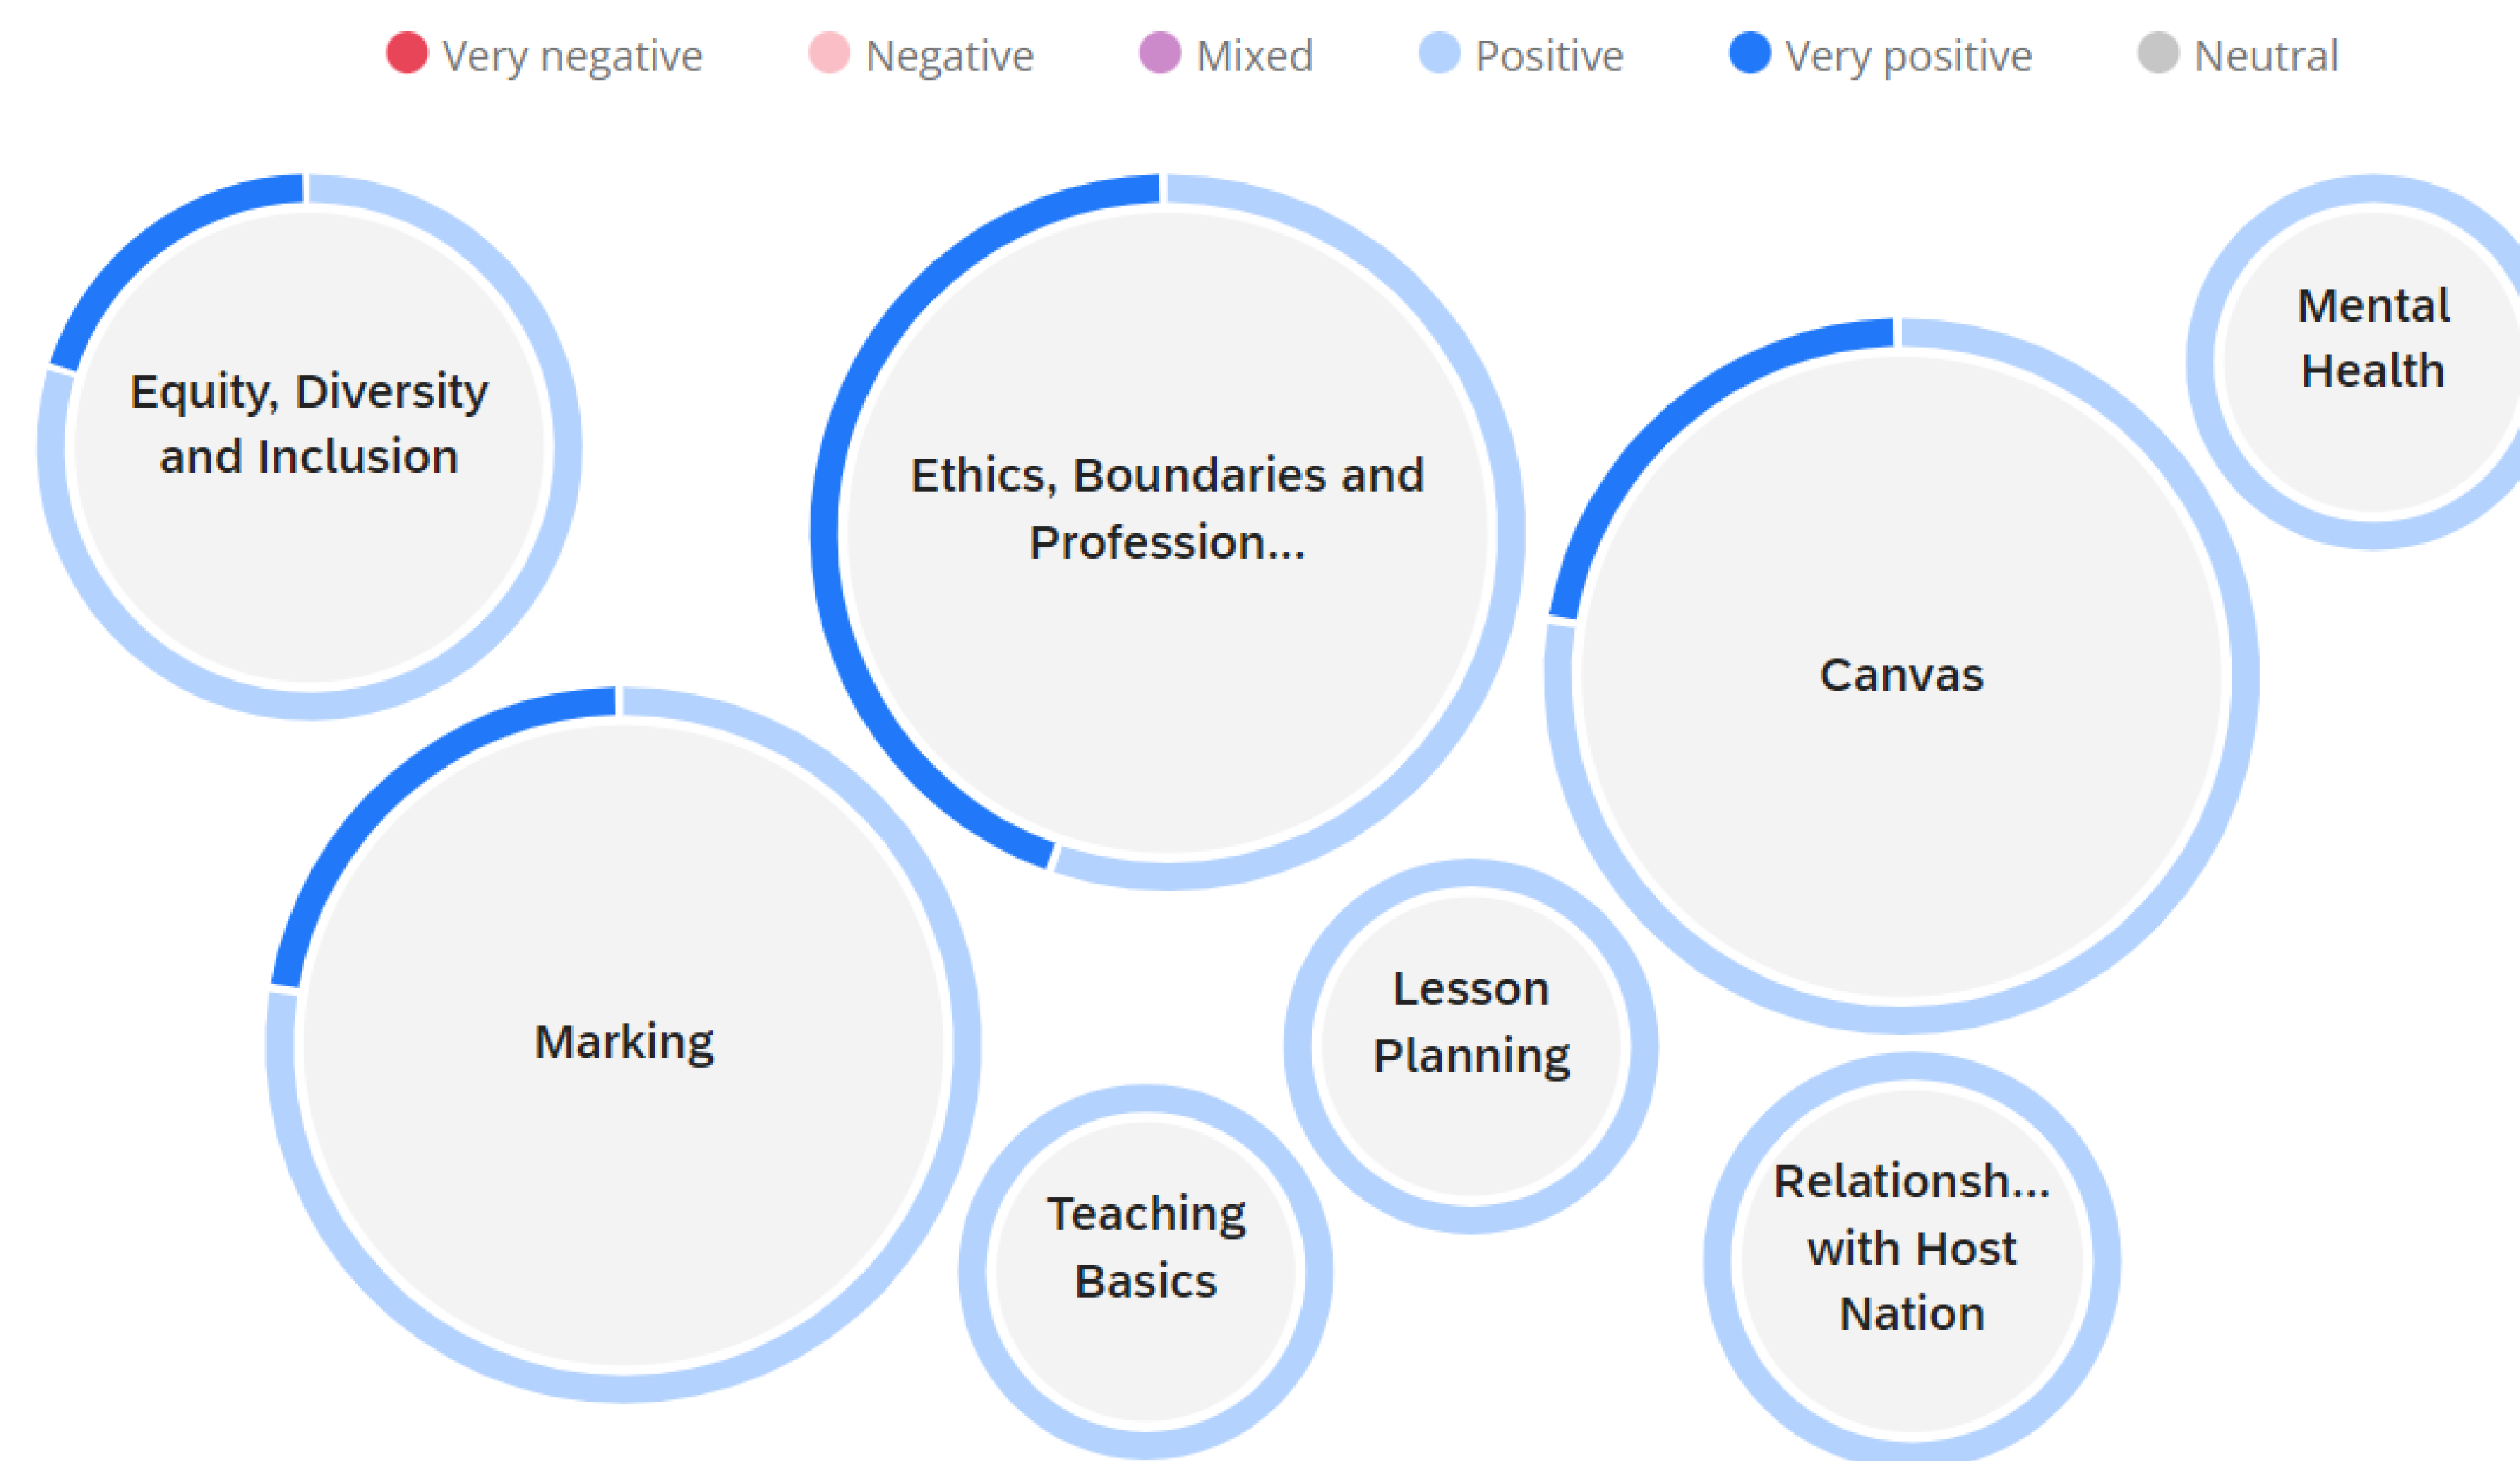 Very negative
Negative
Mixed
Positive
Very positive
Neutral
Equity, Diversity
and Inclusion
Ethics, Boundaries and
Profession...
Mental
Health
Canvas
Marking
Lesson
Planning
Teaching
Basics
Relationsh...
with Host
Nation